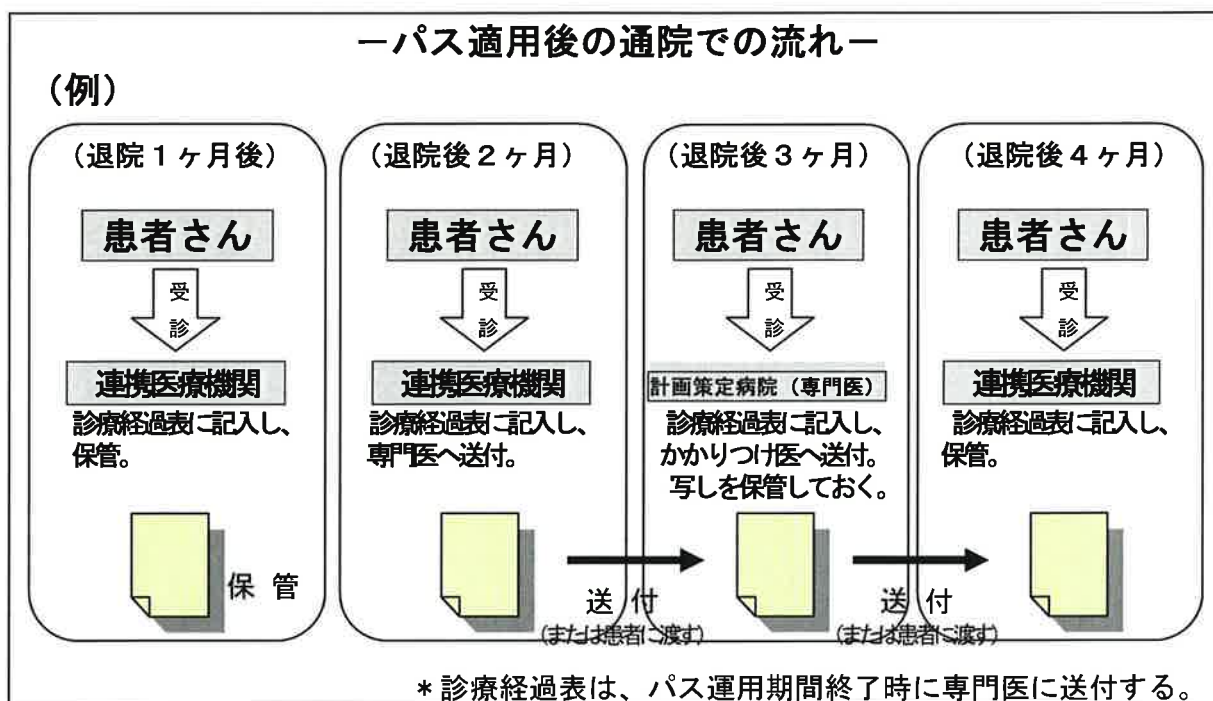 －パス適用後の通院での流れ－
（例）
（退院１ヶ月後）
患者さん
受
診
連携医療機関
診療経過表に記入し、
保管。
保 管
（退院後２ヶ月）
患者さん
受
診
連携医療機関
診療経過表に記入し、
専門医へ送付。
送 付
（または患者に渡す）
（退院後３ヶ月）
患者さん
受
診
計画策定病院（専門医）
診療経過表に記入し、
かかりつけ医へ送付。
写しを保管しておく。
送 付
（または患者に渡す）
（退院後４ヶ月）
患者さん
受
診
連携医療機関
診療経過表に記入し、
保管。
＊診療経過表は、パス運用期間終了時に専門医に送付する。